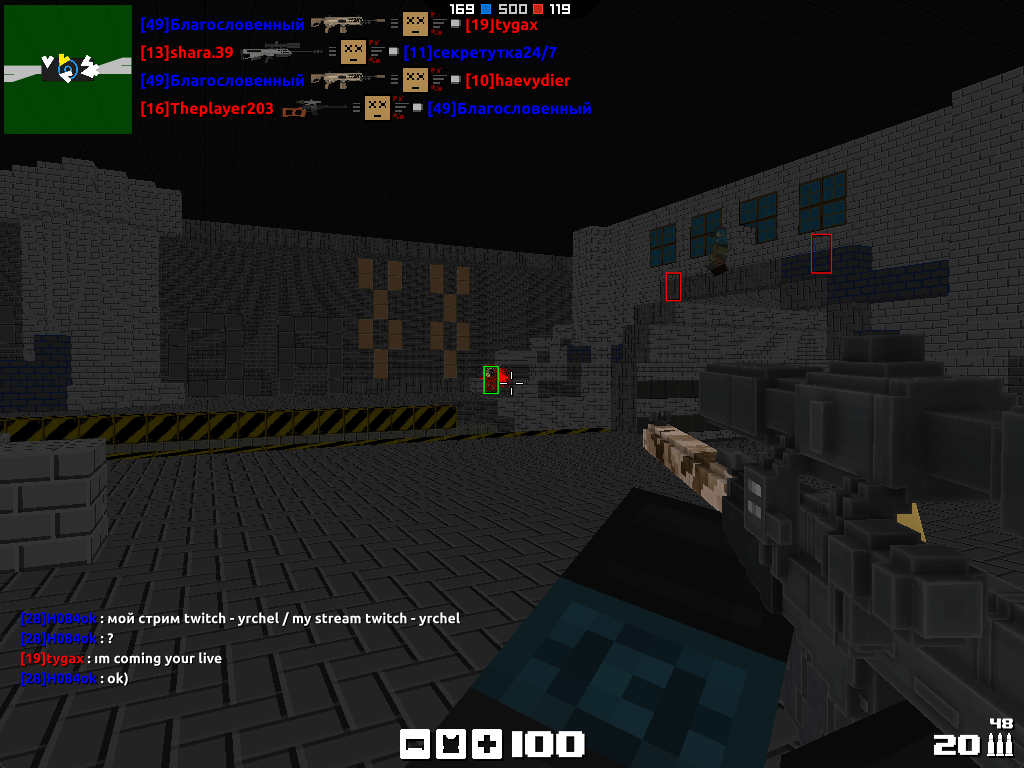 169 500 119
[49]Благословенный [19]tygax
[13]shara.39 [11]секретутка24/7
[49]Благословенный [10]haevydier
[16]Theplayer203 [49]Благословенный
[28]H084ok : мой стрим twitch - yrchel / my stream twitch - yrchel
[28]H084ok : ?
[19]tygax : ım coming your live
[28]H084ok : ok)
100
48
20